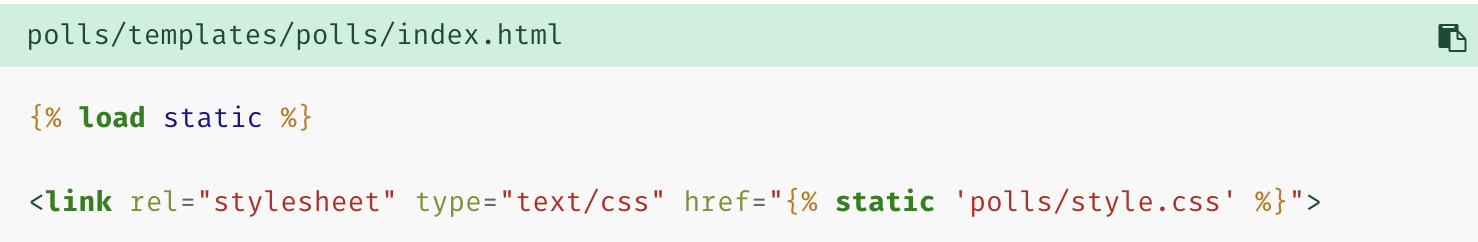 polls/templates/polls/index.html
{% load static %}
<link rel="stylesheet" type="text/css" href="{% static 'polls/style.css' %}">